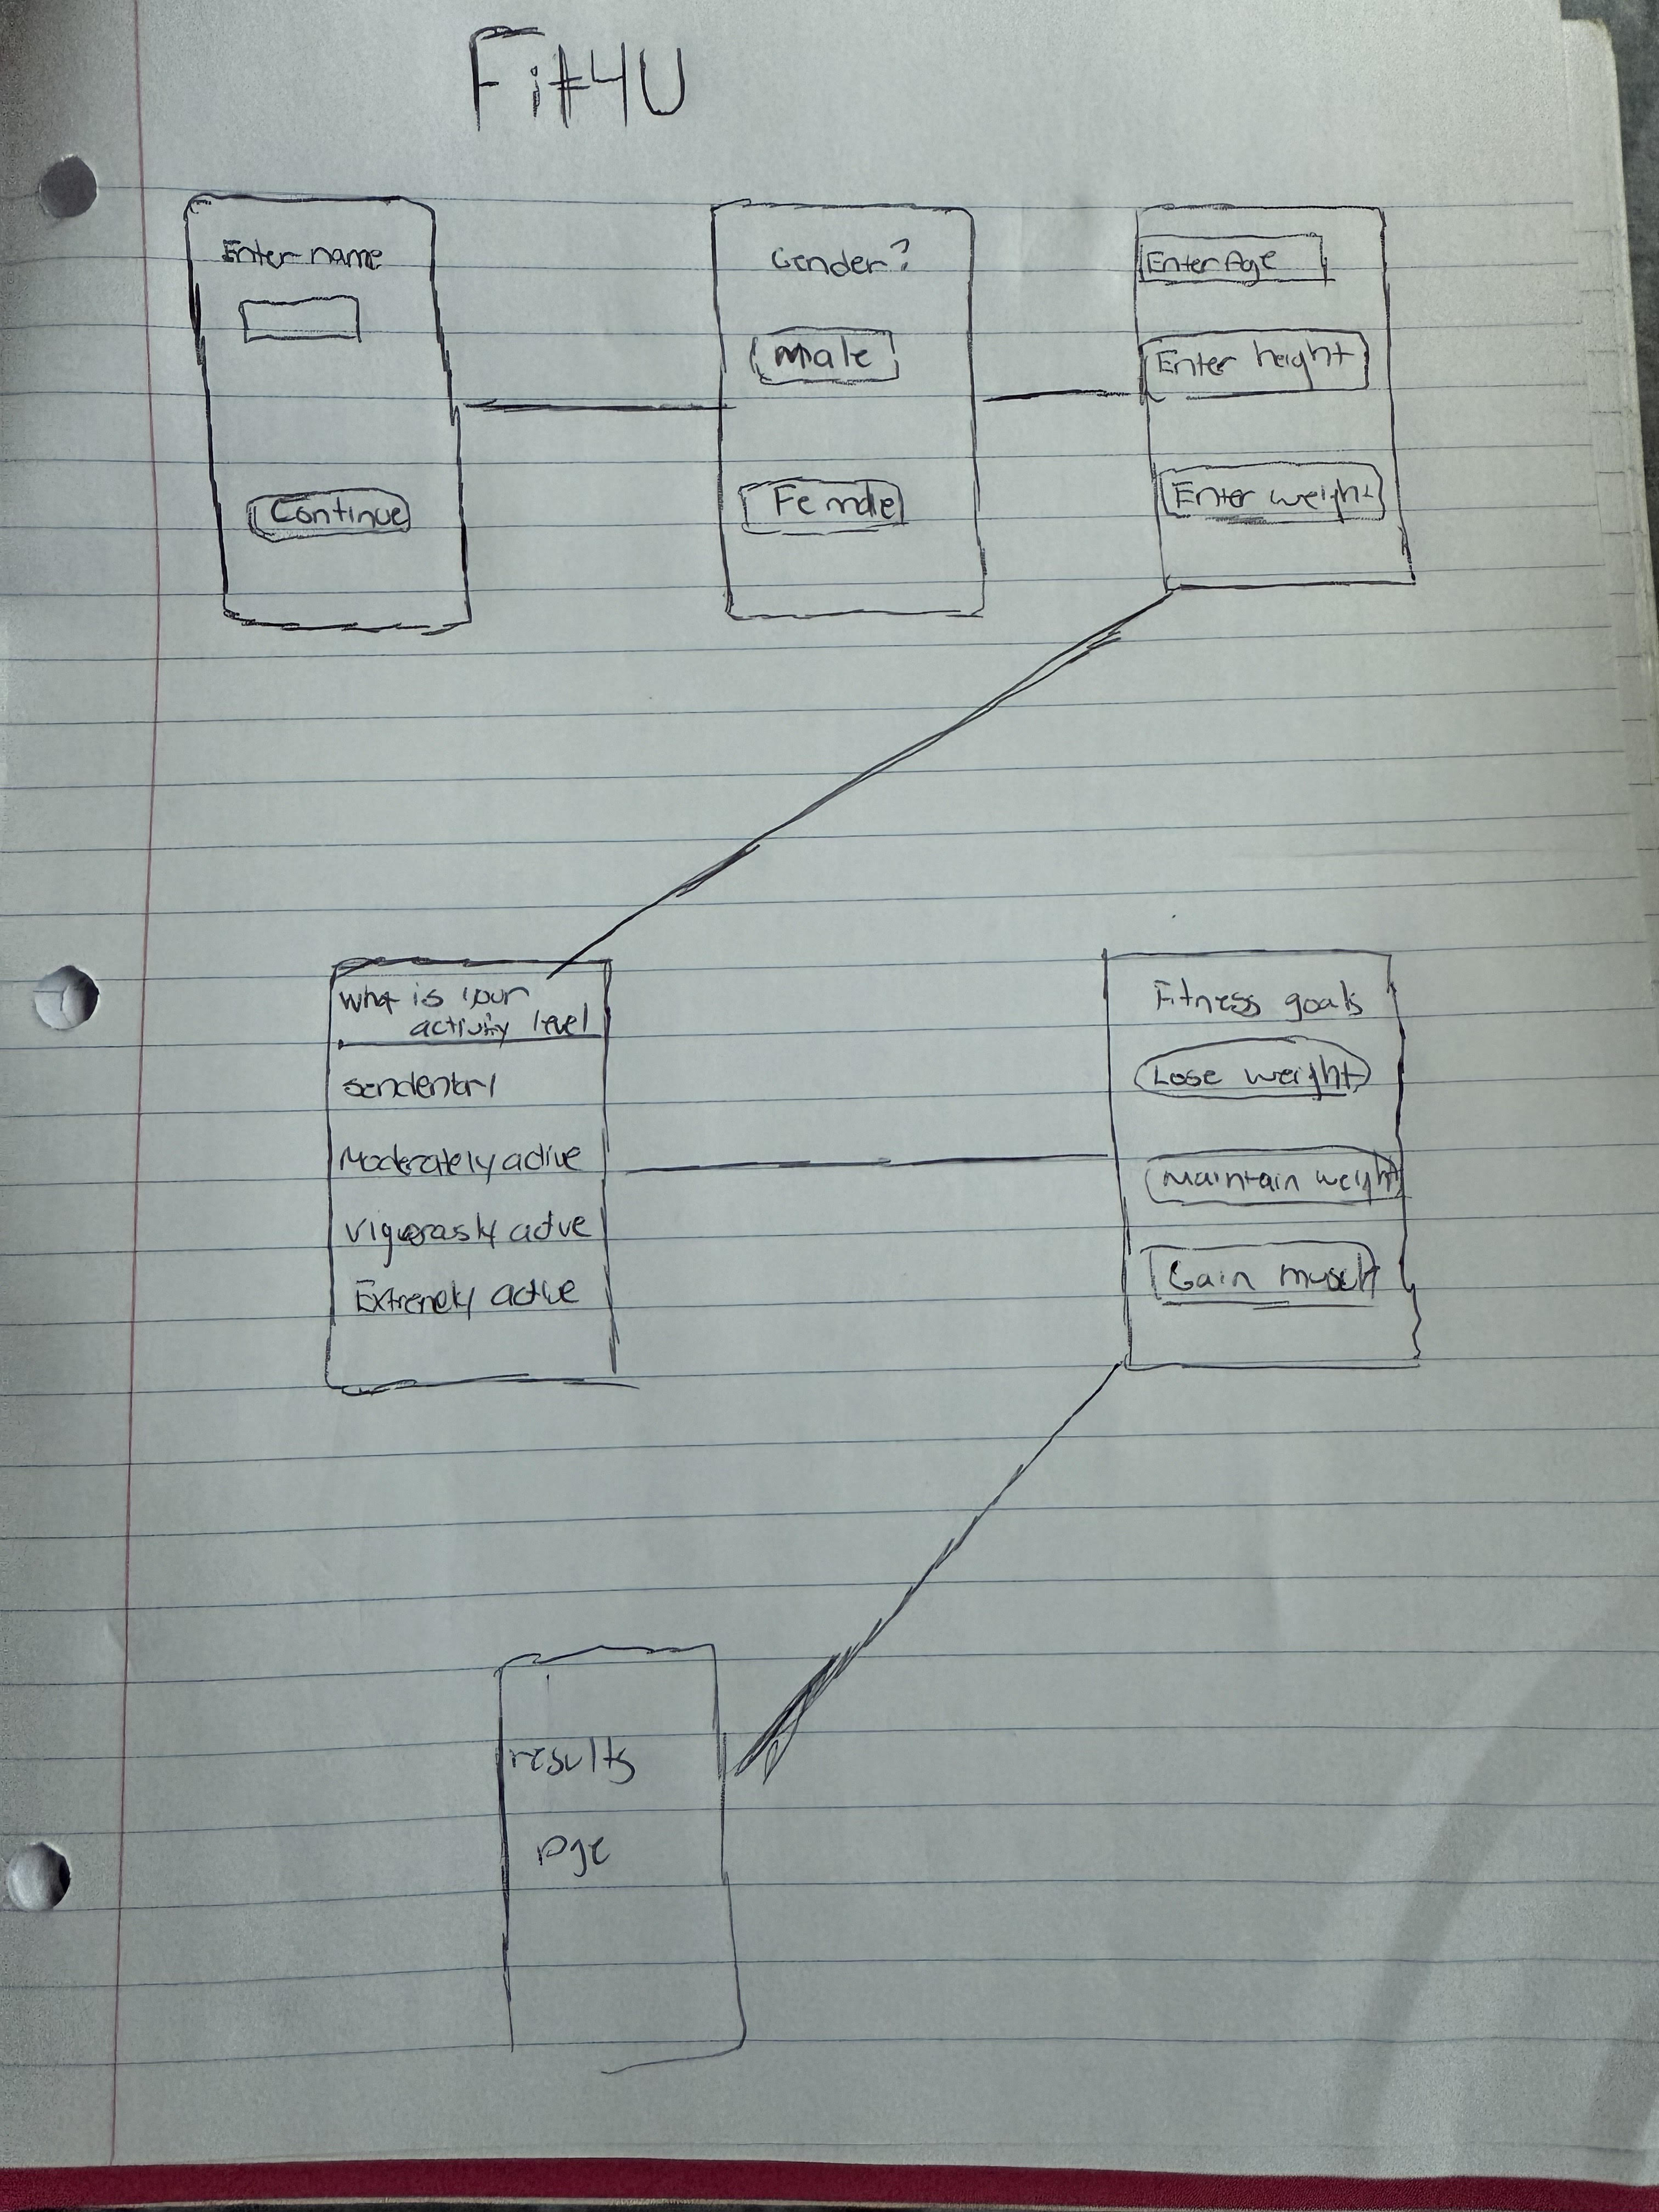 Fit4U
Enter name
Continue
Gender?
male
Female
Enter Age
Enter height
Enter weight
what is your
activity level
sendentary
Moderately active
Vigorously active
Extremely active
Fitness goals
Lose weight
Maintain weight
Gain muscle
results
pge